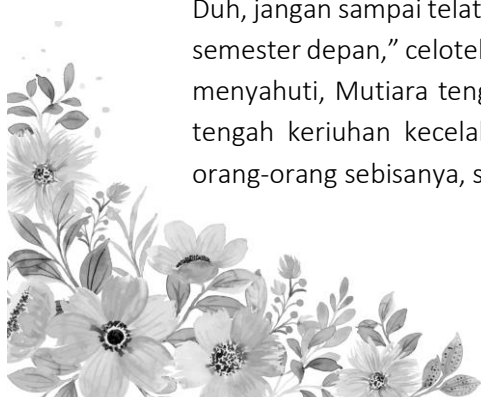 Duh, jangan sampai telat
semester depan,” celotel
menyahuti, Mutiara teng
tengah keriuhan kecelal
orang-orang sebisanya, s